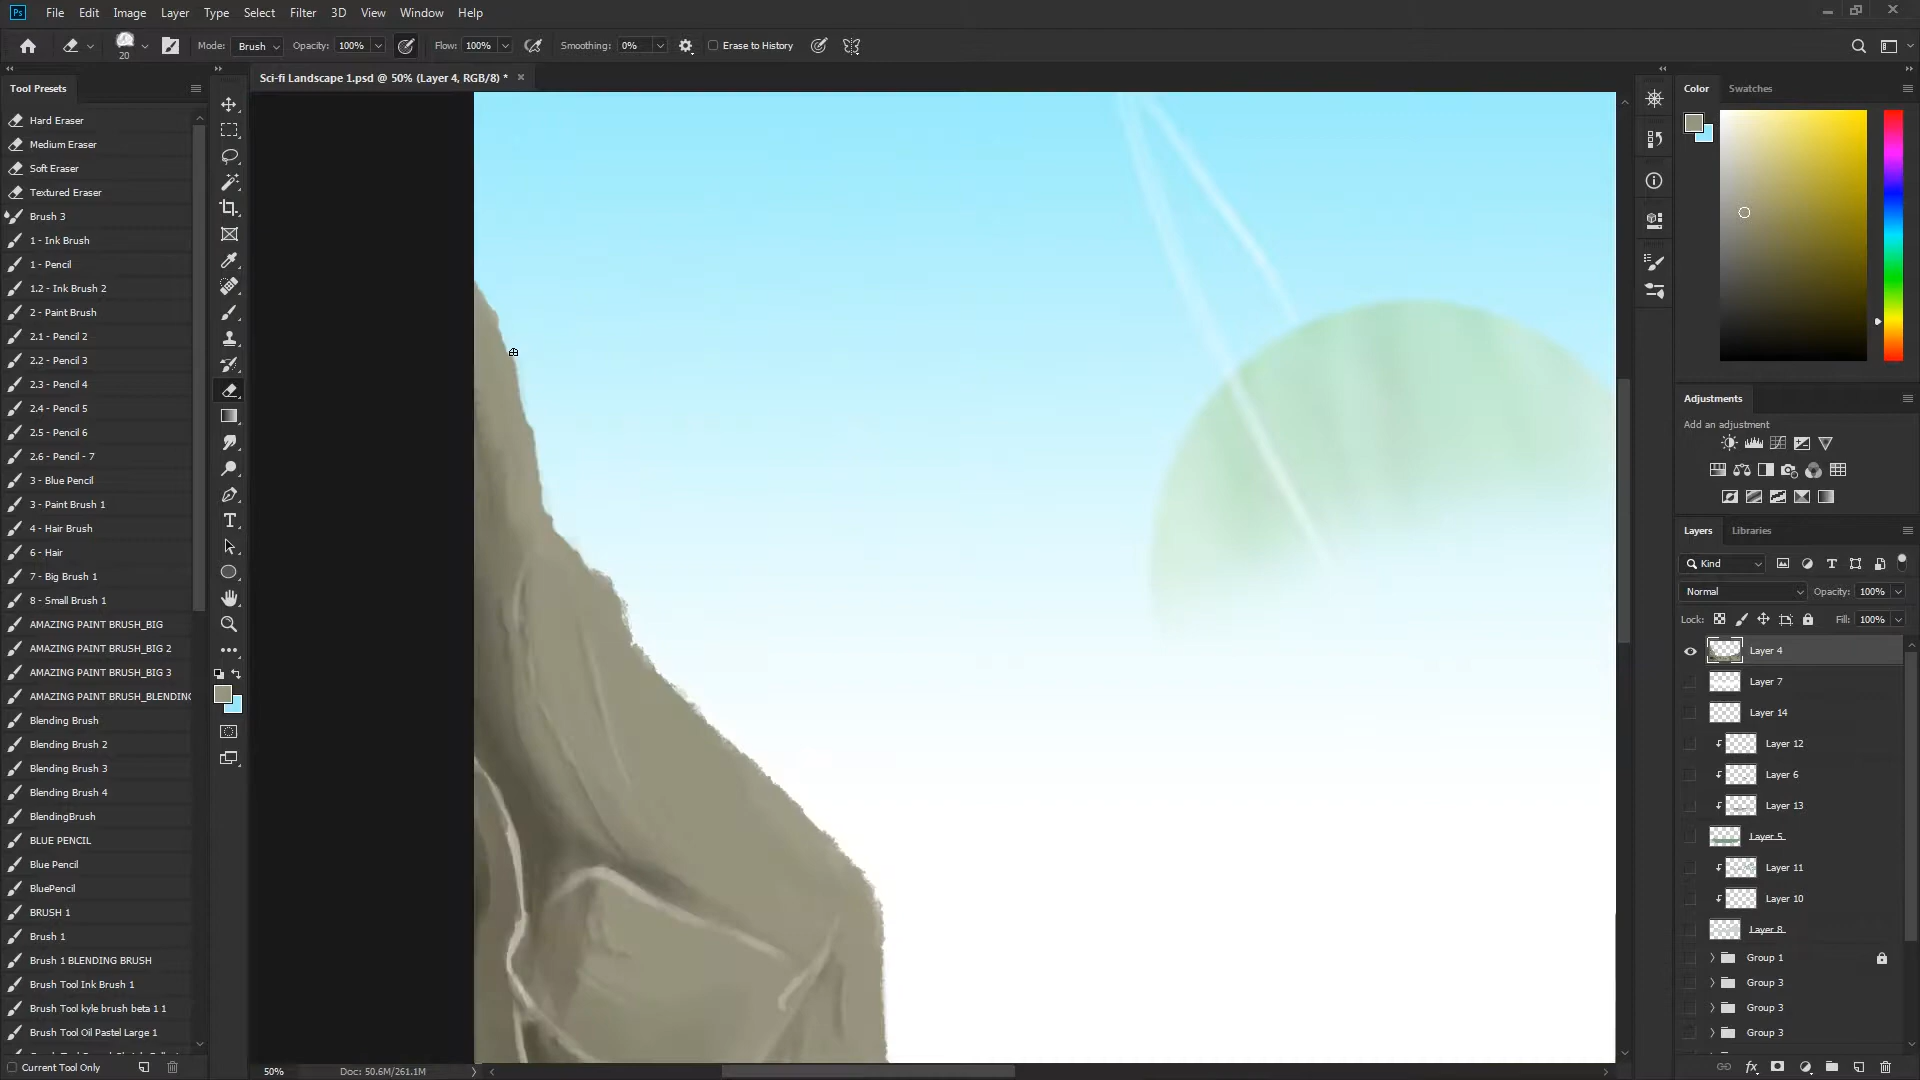 Ps File Edit Image Layer Type Select Filter 3D View Window Help
20 Mode: Brush Opacity: 100% Flow: 100% Smoothing: 0% Erase to History
Sci-fi Landscape 1.psd @ 50% (Layer 4, RGB/8) *
Tool Presets
Hard Eraser
Medium Eraser
Soft Eraser
Textured Eraser
Brush 3
1 - Ink Brush
1 - Pencil
1.2 - Ink Brush 2
2 - Paint Brush
2.1 - Pencil 2
2.2 - Pencil 3
2.3 - Pencil 4
2.4 - Pencil 5
2.5 - Pencil 6
2.6 - Pencil - 7
3 - Blue Pencil
3 - Paint Brush 1
4 - Hair Brush
6 - Hair
7 - Big Brush 1
8 - Small Brush 1
AMAZING PAINT BRUSH_BIG
AMAZING PAINT BRUSH_BIG 2
AMAZING PAINT BRUSH_BIG 3
AMAZING PAINT BRUSH_BLENDING
Blending Brush
Blending Brush 2
Blending Brush 3
Blending Brush 4
BlendingBrush
BLUE PENCIL
Blue Pencil
BluePencil
BRUSH 1
Brush 1
Brush 1 BLENDING BRUSH
Brush Tool Ink Brush 1
Brush Tool kyle brush beta 1 1
Brush Tool Oil Pastel Large 1
Current Tool Only
50% Doc: 50.6M/261.1M
Color Swatches
Adjustments
Add an adjustment
Layers Libraries
Kind
Normal Opacity: 100%
Lock: Fill: 100%
Layer 4
Layer 7
Layer 14
Layer 12
Layer 6
Layer 13
Layer 5
Layer 11
Layer 10
Layer 8
Group 1
Group 3
Group 3
Group 3
fx